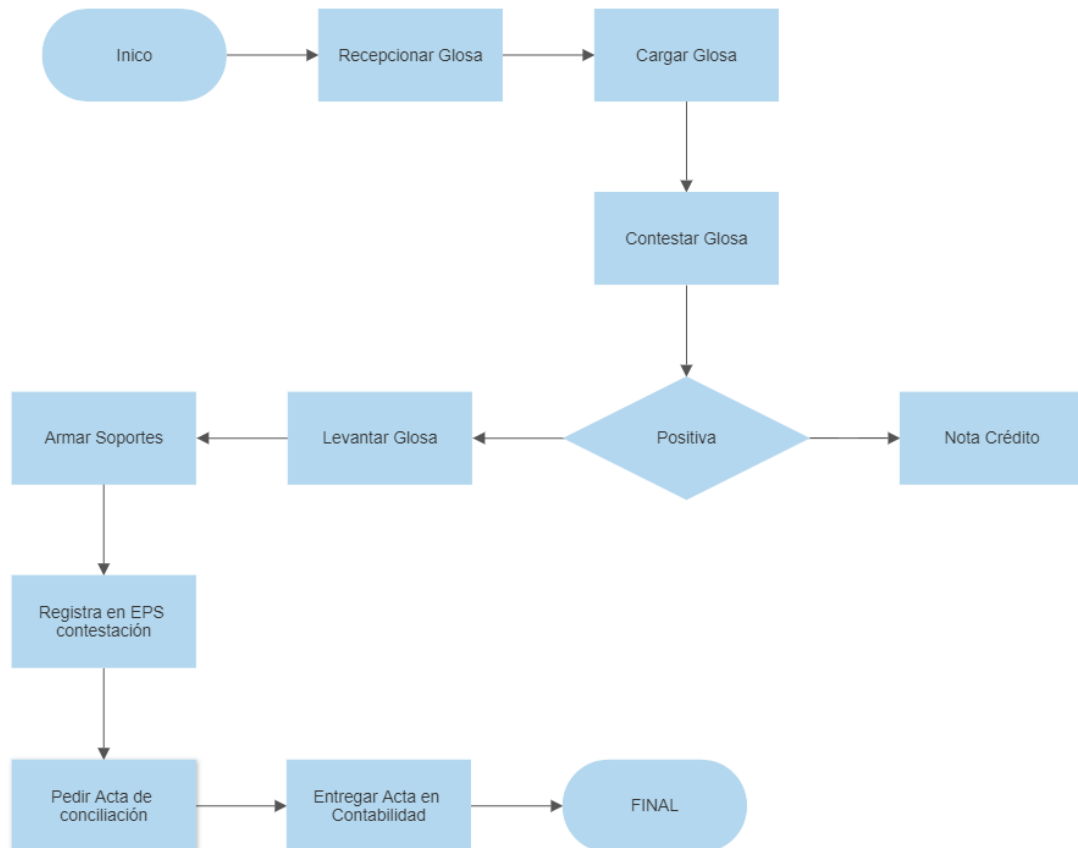 Inico
Recepcionar Glosa
Cargar Glosa
Contestar Glosa
Positiva
Nota Crédito
Levantar Glosa
Armar Soportes
Registra en EPS
contestación
Pedir Acta de
conciliación
Entregar Acta en
Contabilidad
FINAL